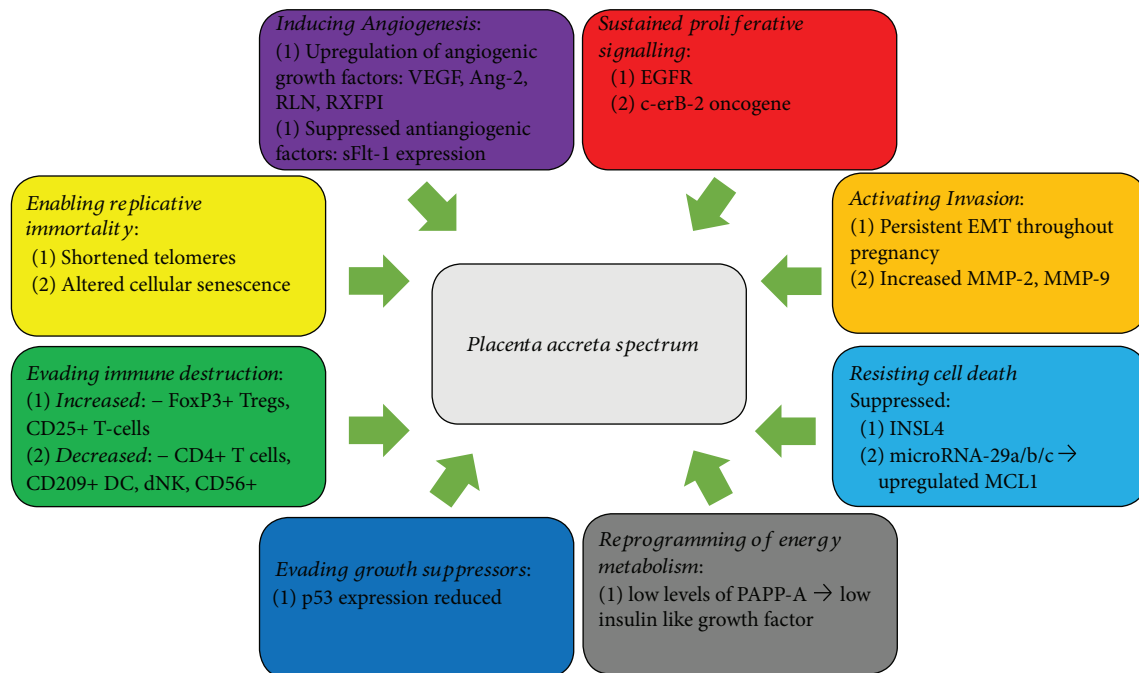 Inducing Angiogenesis:
(1) Upregulation of angiogenic
growth factors: VEGF, Ang-2,
RLN, RXFPI
(1) Suppressed antiangiogenic
factors: sFlt-1 expression
Sustained proliferative
signalling:
(1) EGFR
(2) c-erB-2 oncogene
Enabling replicative
immortality:
(1) Shortened telomeres
(2) Altered cellular senescence
Activating Invasion:
(1) Persistent EMT throughout
pregnancy
(2) Increased MMP-2, MMP-9
Placenta accreta spectrum
Evading immune destruction:
(1) Increased: – FoxP3+ Tregs,
CD25+ T-cells
(2) Decreased: – CD4+ T cells,
CD209+ DC, dNK, CD56+
Resisting cell death
Suppressed:
(1) INSL4
(2) microRNA-29a/b/c →
upregulated MCL1
Evading growth suppressors:
(1) p53 expression reduced
Reprogramming of energy
metabolism:
(1) low levels of PAPP-A → low
insulin like growth factor